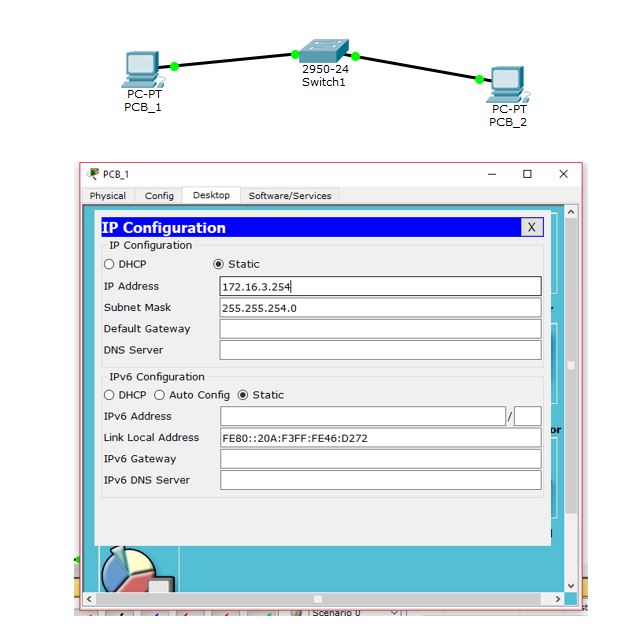 2950-24
Switch1
PC-PT
PCB_1
PC-PT
PCB_2
PCB_1
Physical Config Desktop Software/Services
IP Configuration X
IP Configuration
DHCP Static
IP Address 172.16.3.254
Subnet Mask 255.255.254.0
Default Gateway
DNS Server
IPv6 Configuration
DHCP Auto Config Static
IPv6 Address /
Link Local Address FE80::20A:F3FF:FE46:D272
IPv6 Gateway
IPv6 DNS Server
or
Scenario 0